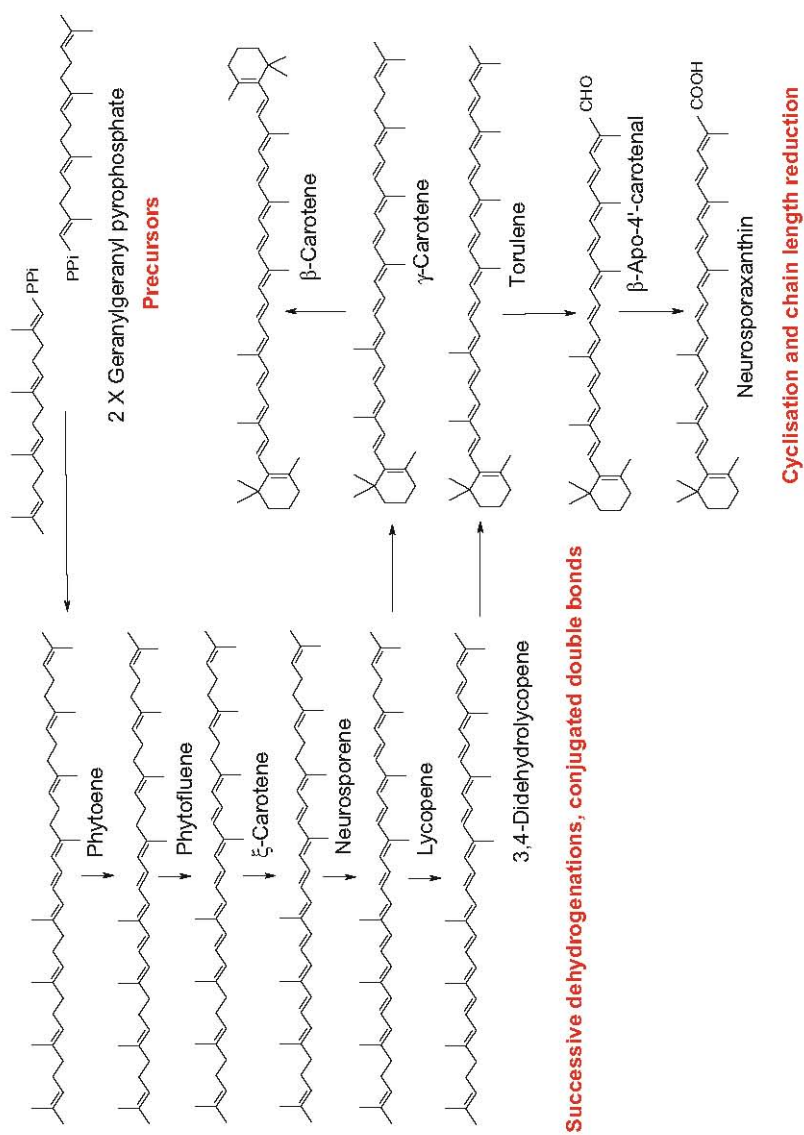 PPi
PPi
2 X Geranylgeranyl pyrophosphate
Precursors
Phytoene
Phytofluene
ξ-Carotene
Neurosporene
Lycopene
3,4-Didehydrolycopene
Successive dehydrogenations, conjugated double bonds
β-Carotene
γ-Carotene
Torulene
CHO
β-Apo-4'-carotenal
COOH
Neurosporaxanthin
Cyclisation and chain length reduction